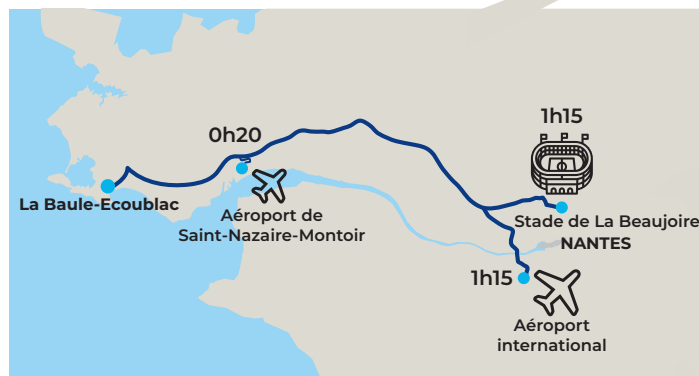 1h15
0h20
La Baule-Ecoublac
Aéroport de
Saint-Nazaire-Montoir
Stade de La Beaujoire
NANTES
1h15
Aéroport
international